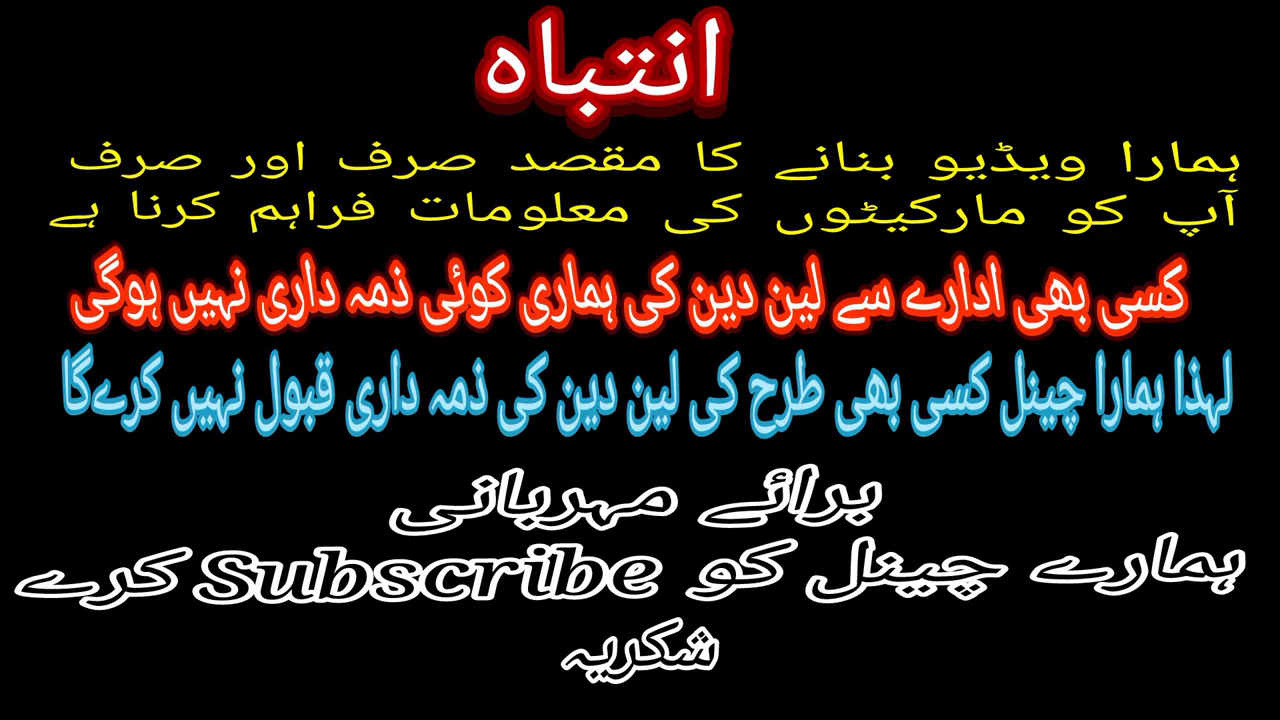 انتباہ
ہمارا ویڈیو بنانے کا مقصد صرف اور صرف
آپ کو مارکیٹوں کی معلومات فراہم کرنا ہے
کسی بھی ادارے سے لین دین کی ہماری کوئی ذمہ داری نہیں ہوگی
لہذا ہمارا چینل کسی بھی طرح کی لین دین کی ذمہ داری قبول نہیں کرےگا
برائے مہربانی
ہمارے چینل کو Subscribe کرے
شکریہ